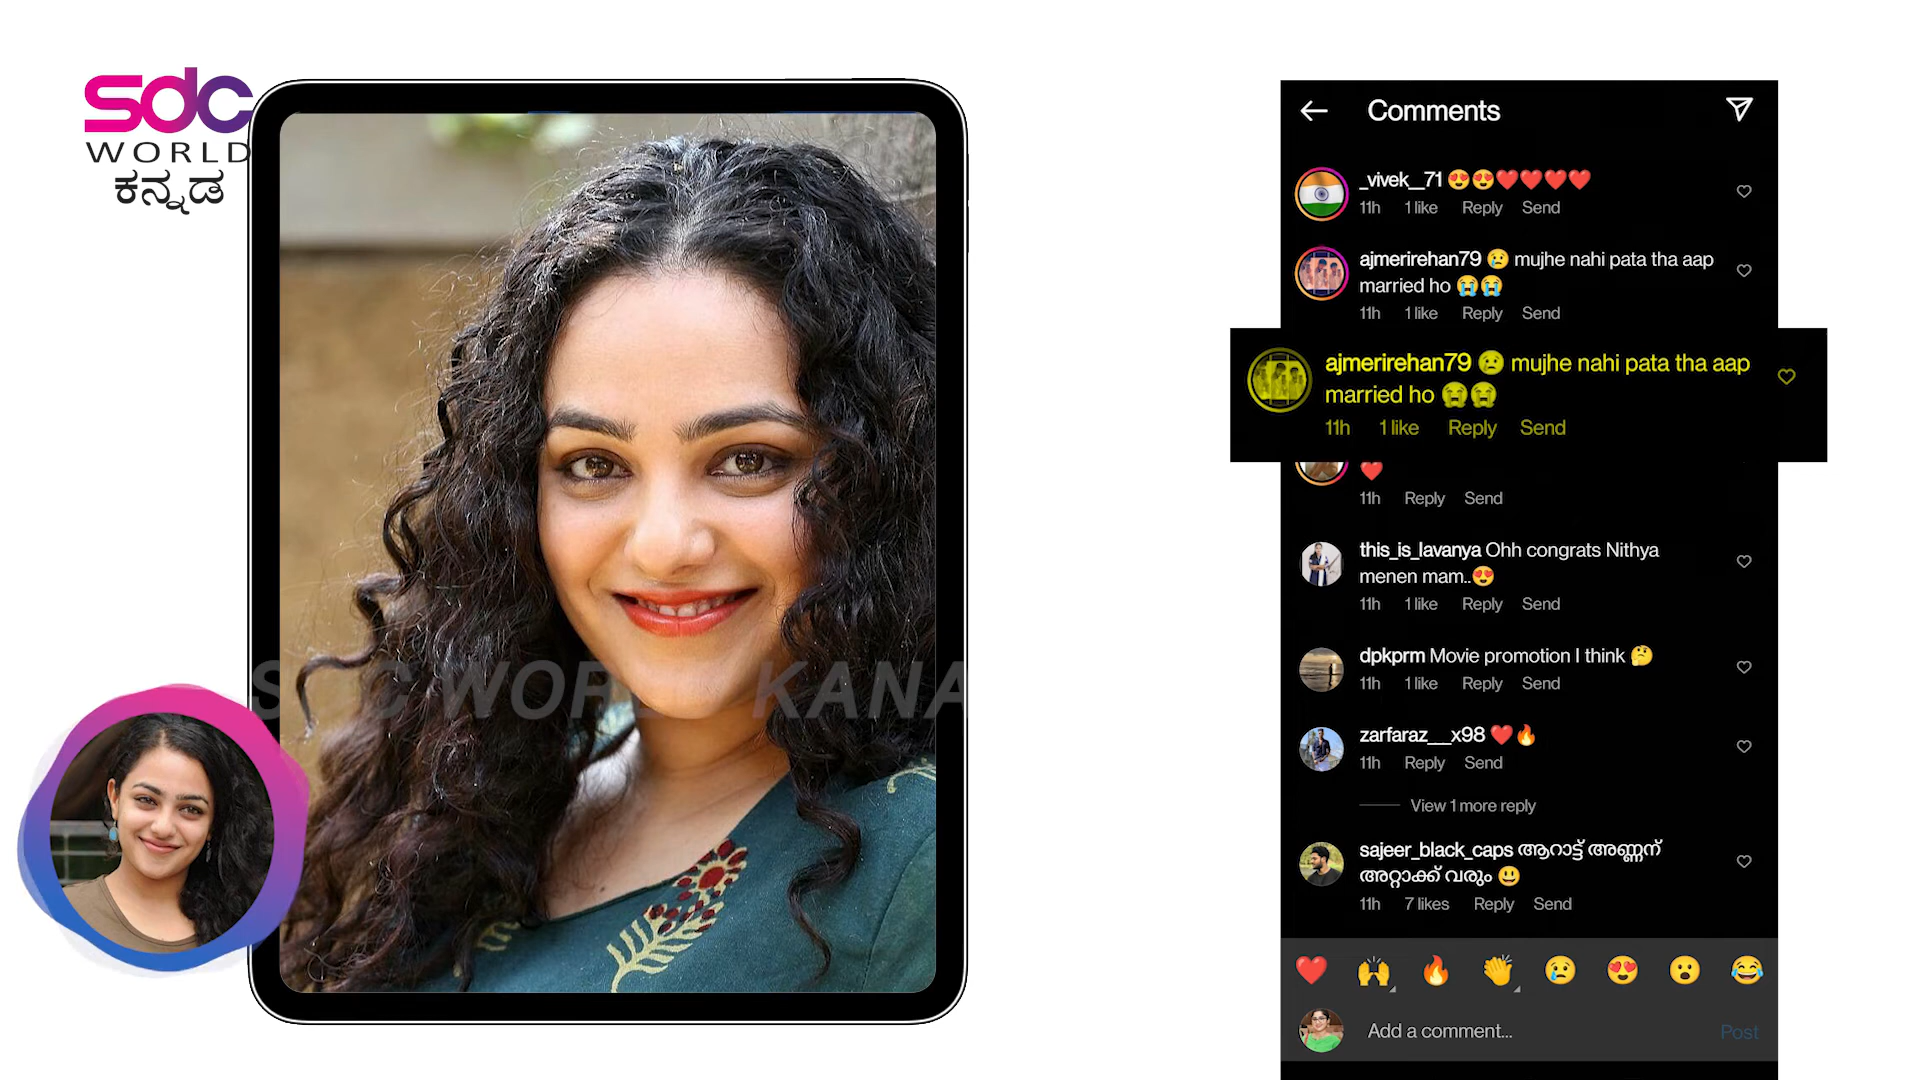 sdc
WORLD
ಕನ್ನಡ
SDC WORLD KANA
Comments
_vivek__71 😍😍❤️❤️❤️❤️
11h 1 like Reply Send
ajmerirehan79 😢 mujhe nahi pata tha aap
married ho 😭😭
11h 1 like Reply Send
ajmerirehan79 😢 mujhe nahi pata tha aap
married ho 😭😭
11h 1 like Reply Send
❤️
11h Reply Send
this_is_lavanya Ohh congrats Nithya
menen mam..😍
11h 1 like Reply Send
dpkprm Movie promotion I think 🤔
11h 1 like Reply Send
zarfaraz__x98 ❤️🔥
11h Reply Send
View 1 more reply
sajeer_black_caps ആറാട്ട് അണ്ണന്
അറ്റാക്ക് വരും 😃
11h 7 likes Reply Send
❤️ 🙌 🔥 👏 😢 😍 😮 😂
Add a comment... Post